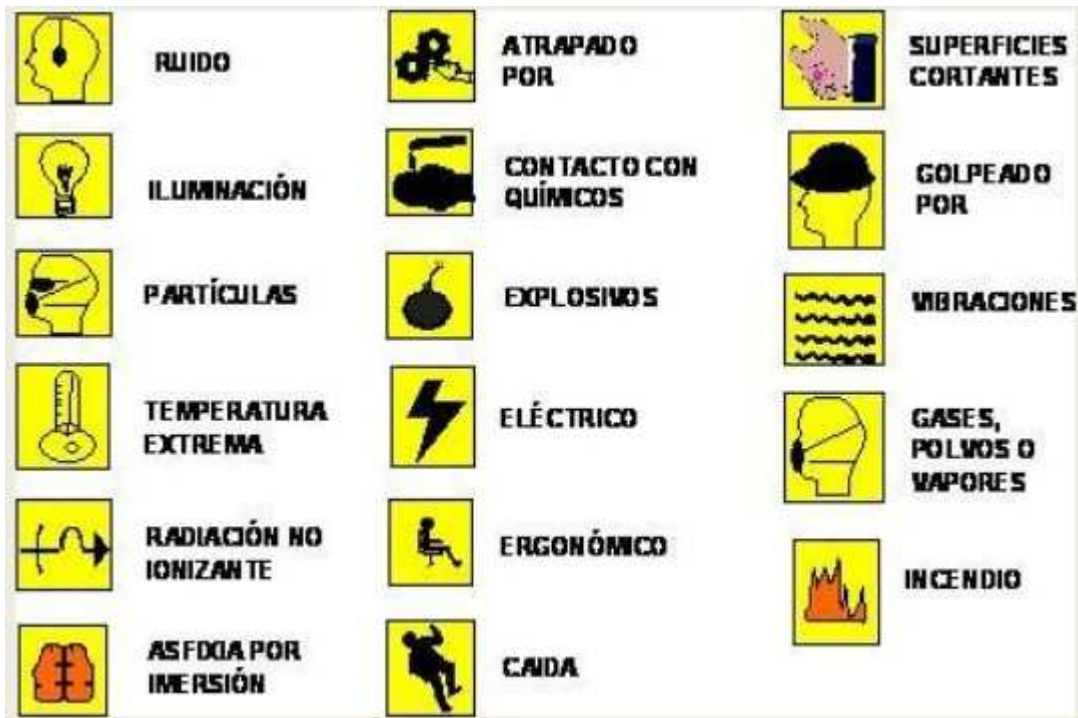 RUIDO
ILUMINACIÓN
PARTÍCULAS
TEMPERATURA
EXTREMA
RADIACIÓN NO
IONIZANTE
ASFIXIA POR
IMERSIÓN
ATRAPADO
POR
CONTACTO CON
QUÍMICOS
EXPLOSIVOS
ELÉCTRICO
ERGONÓMICO
CAIDA
SUPERFICIES
CORTANTES
GOLPEADO
POR
VIBRACIONES
GASES,
POLVOS O
VAPORES
INCENDIO